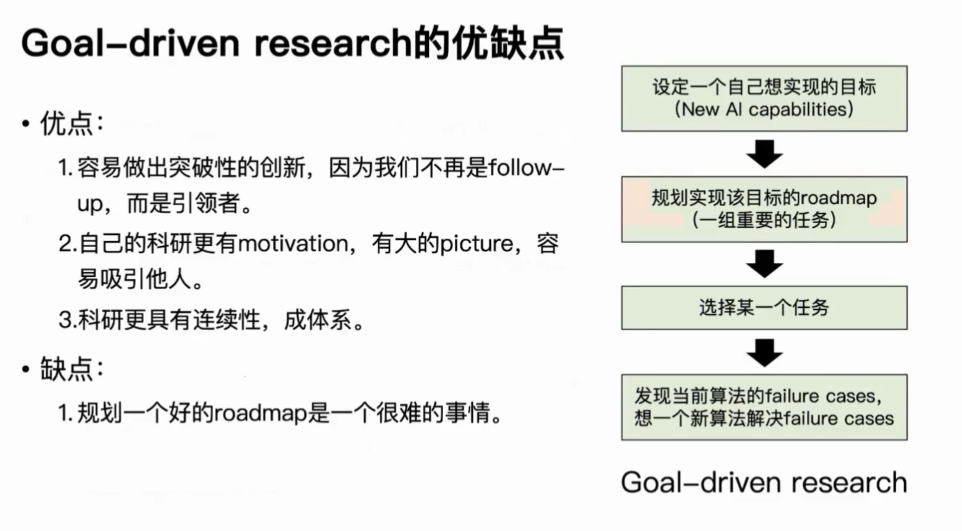 Goal-driven research的优缺点
• 优点：
1. 容易做出突破性的创新，因为我们不再是follow-
up，而是引领者。
2.自己的科研更有motivation，有大的picture，容
易吸引他人。
3.科研更具有连续性，成体系。
• 缺点：
1. 规划一个好的roadmap是一个很难的事情。
设定一个自己想实现的目标
（New AI capabilities）
规划实现该目标的roadmap
（一组重要的任务）
选择某一个任务
发现当前算法的failure cases，
想一个新算法解决failure cases
Goal-driven research